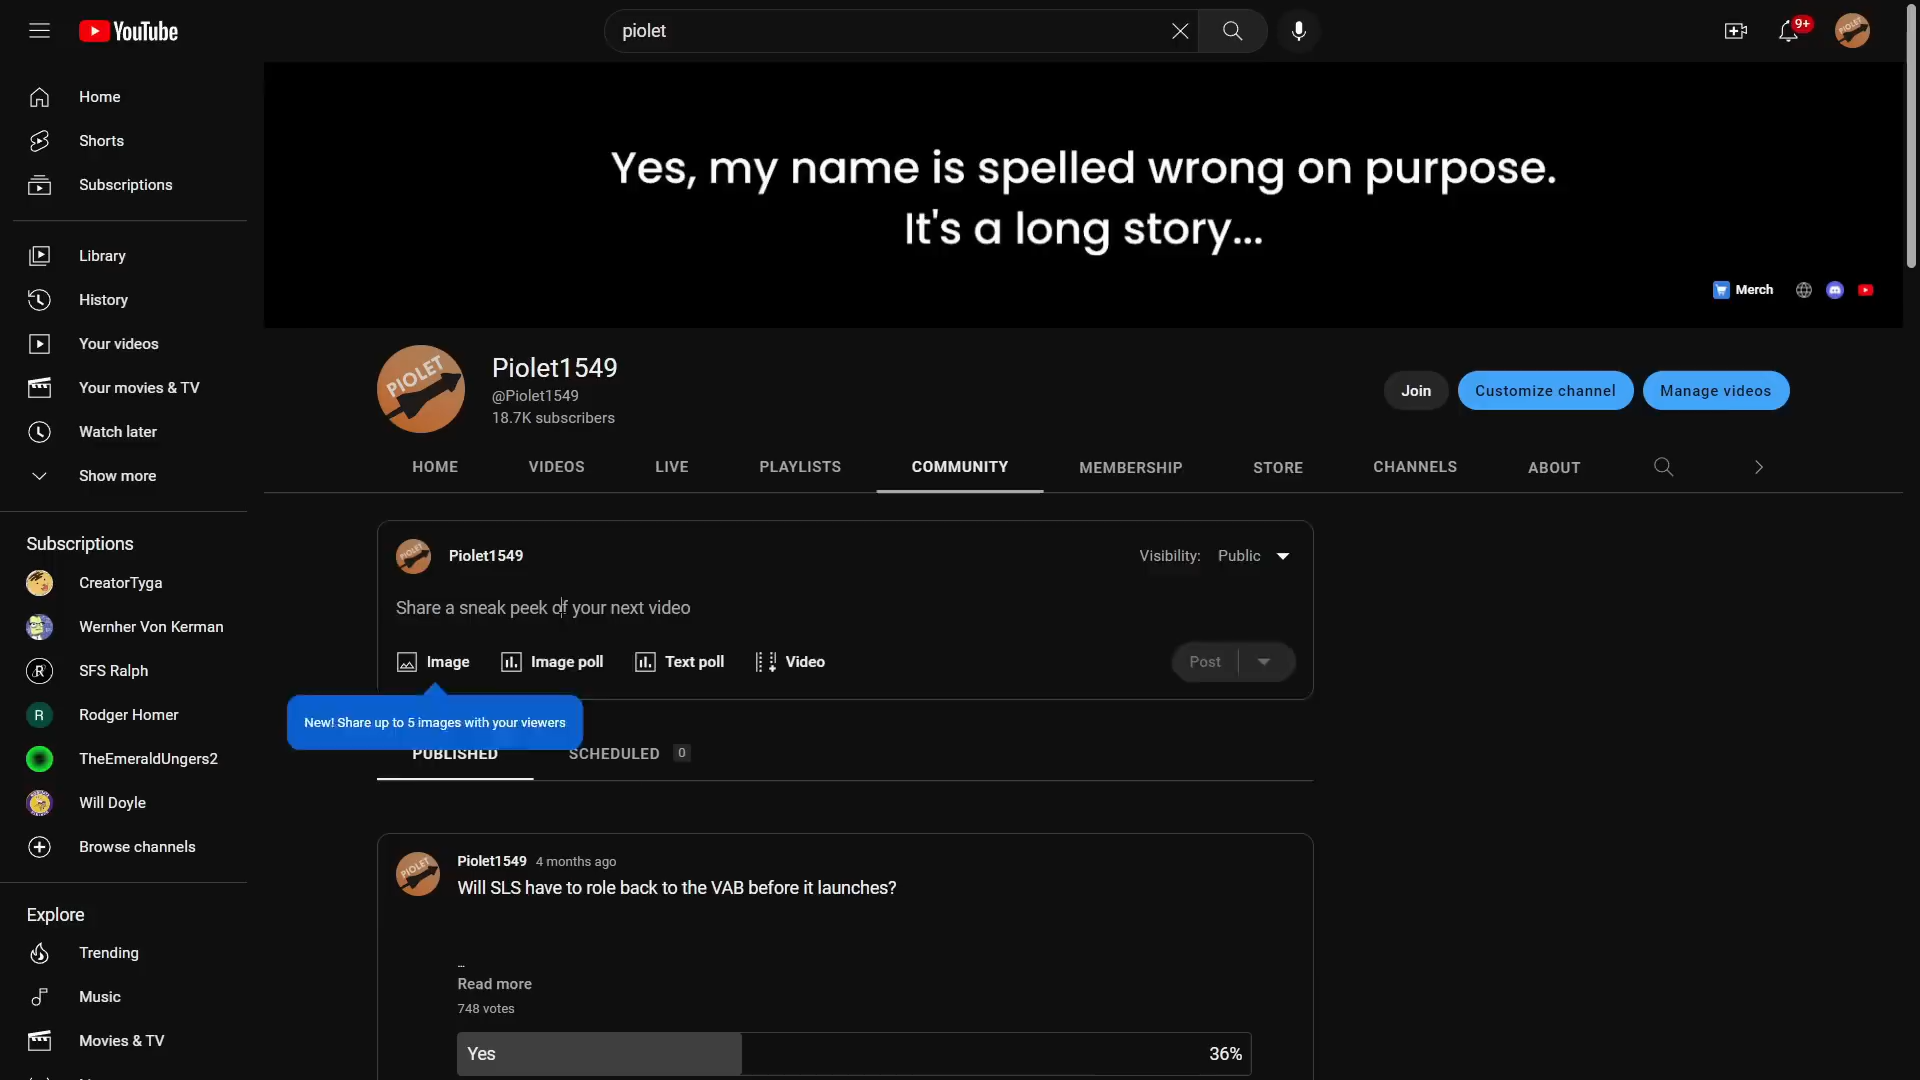 YouTube
piolet
9+
Home
Shorts
Subscriptions
Library
History
Your videos
Your movies & TV
Watch later
Show more
Subscriptions
CreatorTyga
Wernher Von Kerman
SFS Ralph
R
Rodger Homer
TheEmeraldUngers2
Will Doyle
Browse channels
Explore
Trending
Music
Movies & TV
Yes, my name is spelled wrong on purpose.
It's a long story...
Merch
PIOLET
Piolet1549
@Piolet1549
18.7K subscribers
Join
Customize channel
Manage videos
HOME
VIDEOS
LIVE
PLAYLISTS
COMMUNITY
MEMBERSHIP
STORE
CHANNELS
ABOUT
Piolet1549
Visibility: Public
Share a sneak peek of your next video
Image
Image poll
Text poll
Video
Post
New! Share up to 5 images with your viewers
PUBLISHED
SCHEDULED 0
Piolet1549 4 months ago
Will SLS have to role back to the VAB before it launches?
...
Read more
748 votes
Yes 36%